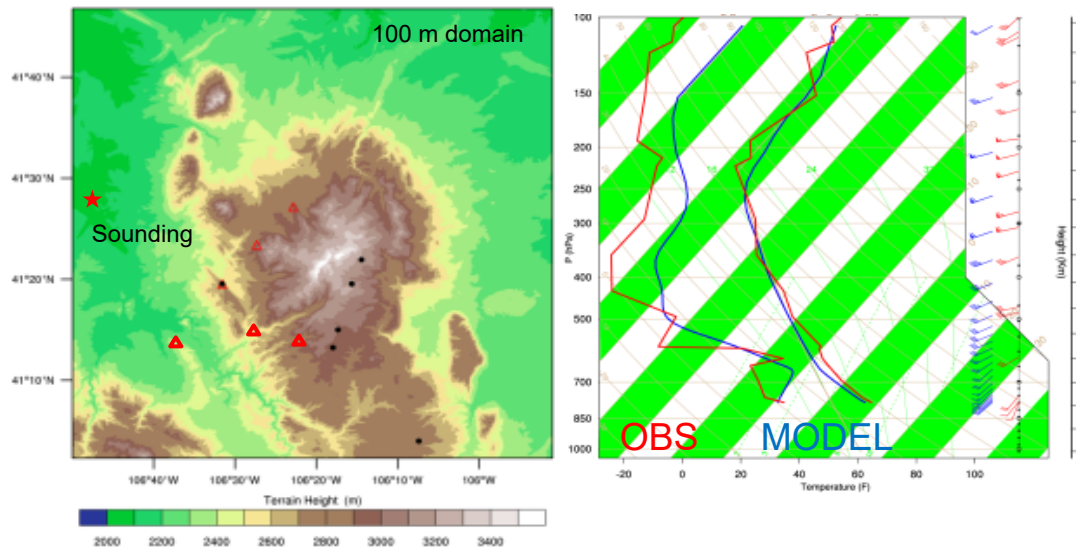 100 m domain
41°40'N
41°30'N
Sounding
41°20'N
41°10'N
106°40'W
106°30'W
106°20'W
106°10'W
106°W
Terrain Height (m)
2000 2200 2400 2600 2800 3000 3200 3400
100
150
200
250
300
400
500
700
850
1000
P (hPa)
16
24
OBS MODEL
-20 0 20 40 60 80 100
Temperature (F)
Height (Km)